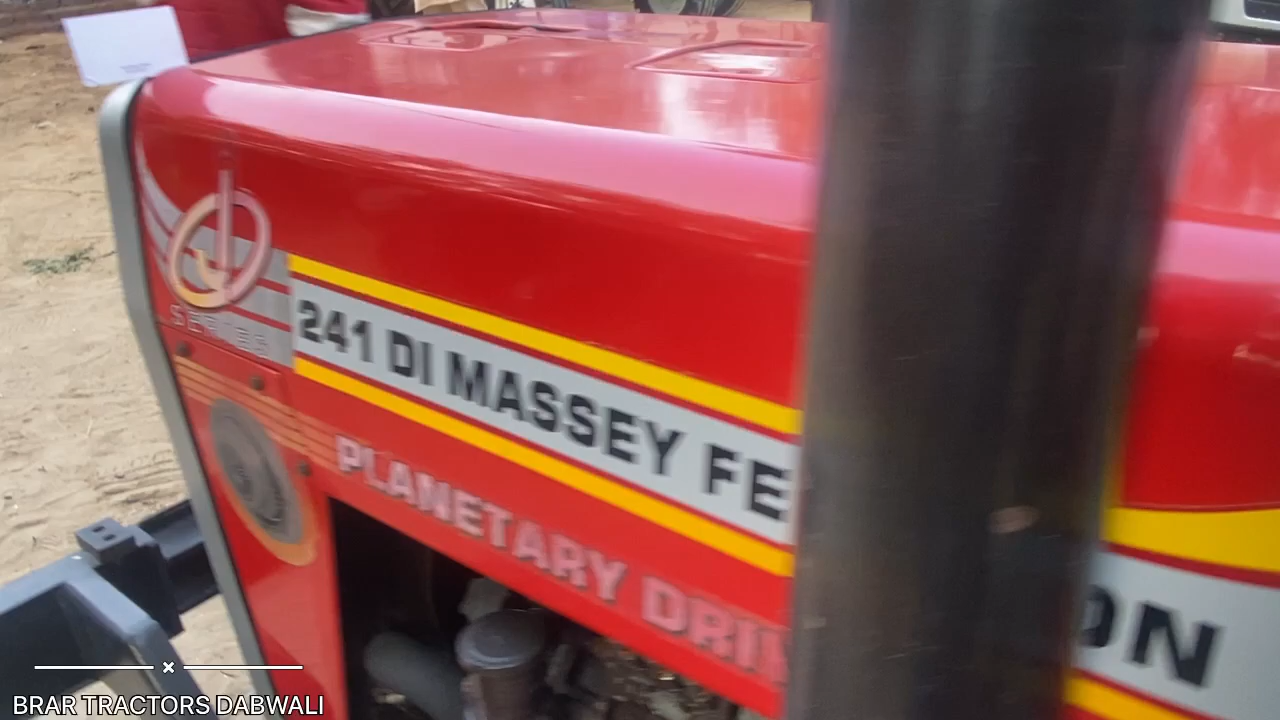 SERIES
241 DI MASSEY FE
ON
PLANETARY DRI
BRAR TRACTORS DABWALI